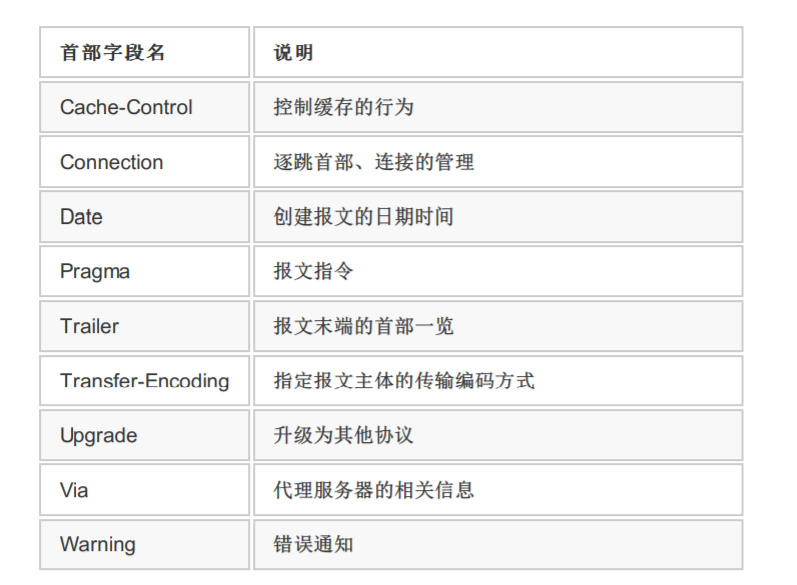 首部字段名 说明
Cache-Control 控制缓存的行为
Connection 逐跳首部、连接的管理
Date 创建报文的日期时间
Pragma 报文指令
Trailer 报文末端的首部一览
Transfer-Encoding 指定报文主体的传输编码方式
Upgrade 升级为其他协议
Via 代理服务器的相关信息
Warning 错误通知